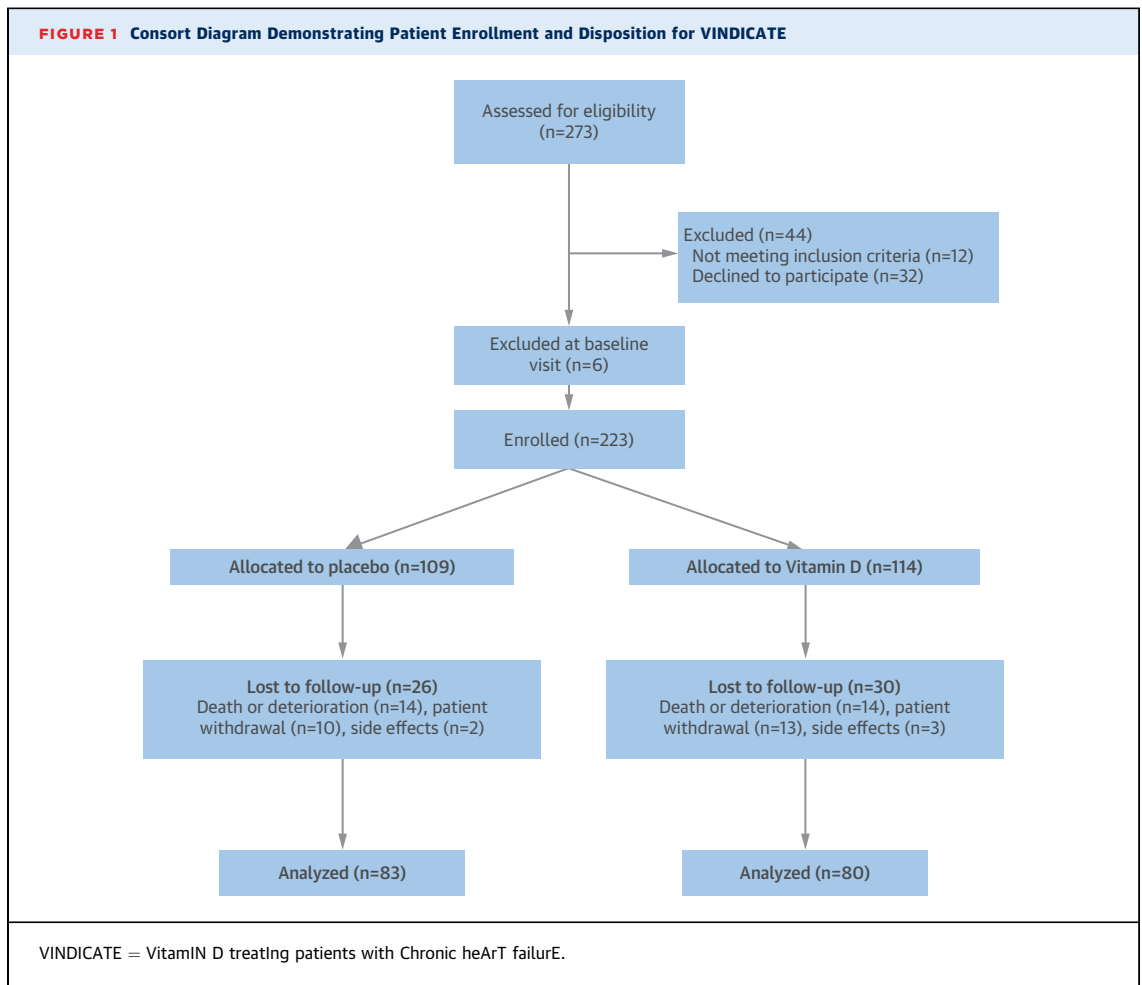 FIGURE 1 Consort Diagram Demonstrating Patient Enrollment and Disposition for VINDICATE
Assessed for eligibility
(n=273)
Excluded (n=44)
Not meeting inclusion criteria (n=12)
Declined to participate (n=32)
Excluded at baseline
visit (n=6)
Enrolled (n=223)
Allocated to placebo (n=109)
Allocated to Vitamin D (n=114)
Lost to follow-up (n=26)
Death or deterioration (n=14), patient
withdrawal (n=10), side effects (n=2)
Lost to follow-up (n=30)
Death or deterioration (n=14), patient
withdrawal (n=13), side effects (n=3)
Analyzed (n=83)
Analyzed (n=80)
VINDICATE = VitamIN D treatIng patients with Chronic heArT failurE.